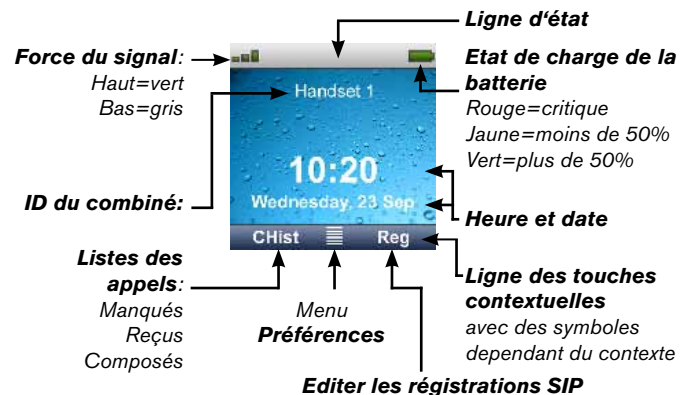 Ligne d'état
Force du signal:
Haut=vert
Bas=gris
Etat de charge de la
batterie
Rouge=critique
Jaune=moins de 50%
Vert=plus de 50%
Handset 1
10:20
Wednesday, 23 Sep
ID du combiné:
Heure et date
CHist
Reg
Listes des
appels:
Manqués
Reçus
Composés
Menu
Préférences
Ligne des touches
contextuelles
avec des symboles
dependant du contexte
Editer les régistrations SIP